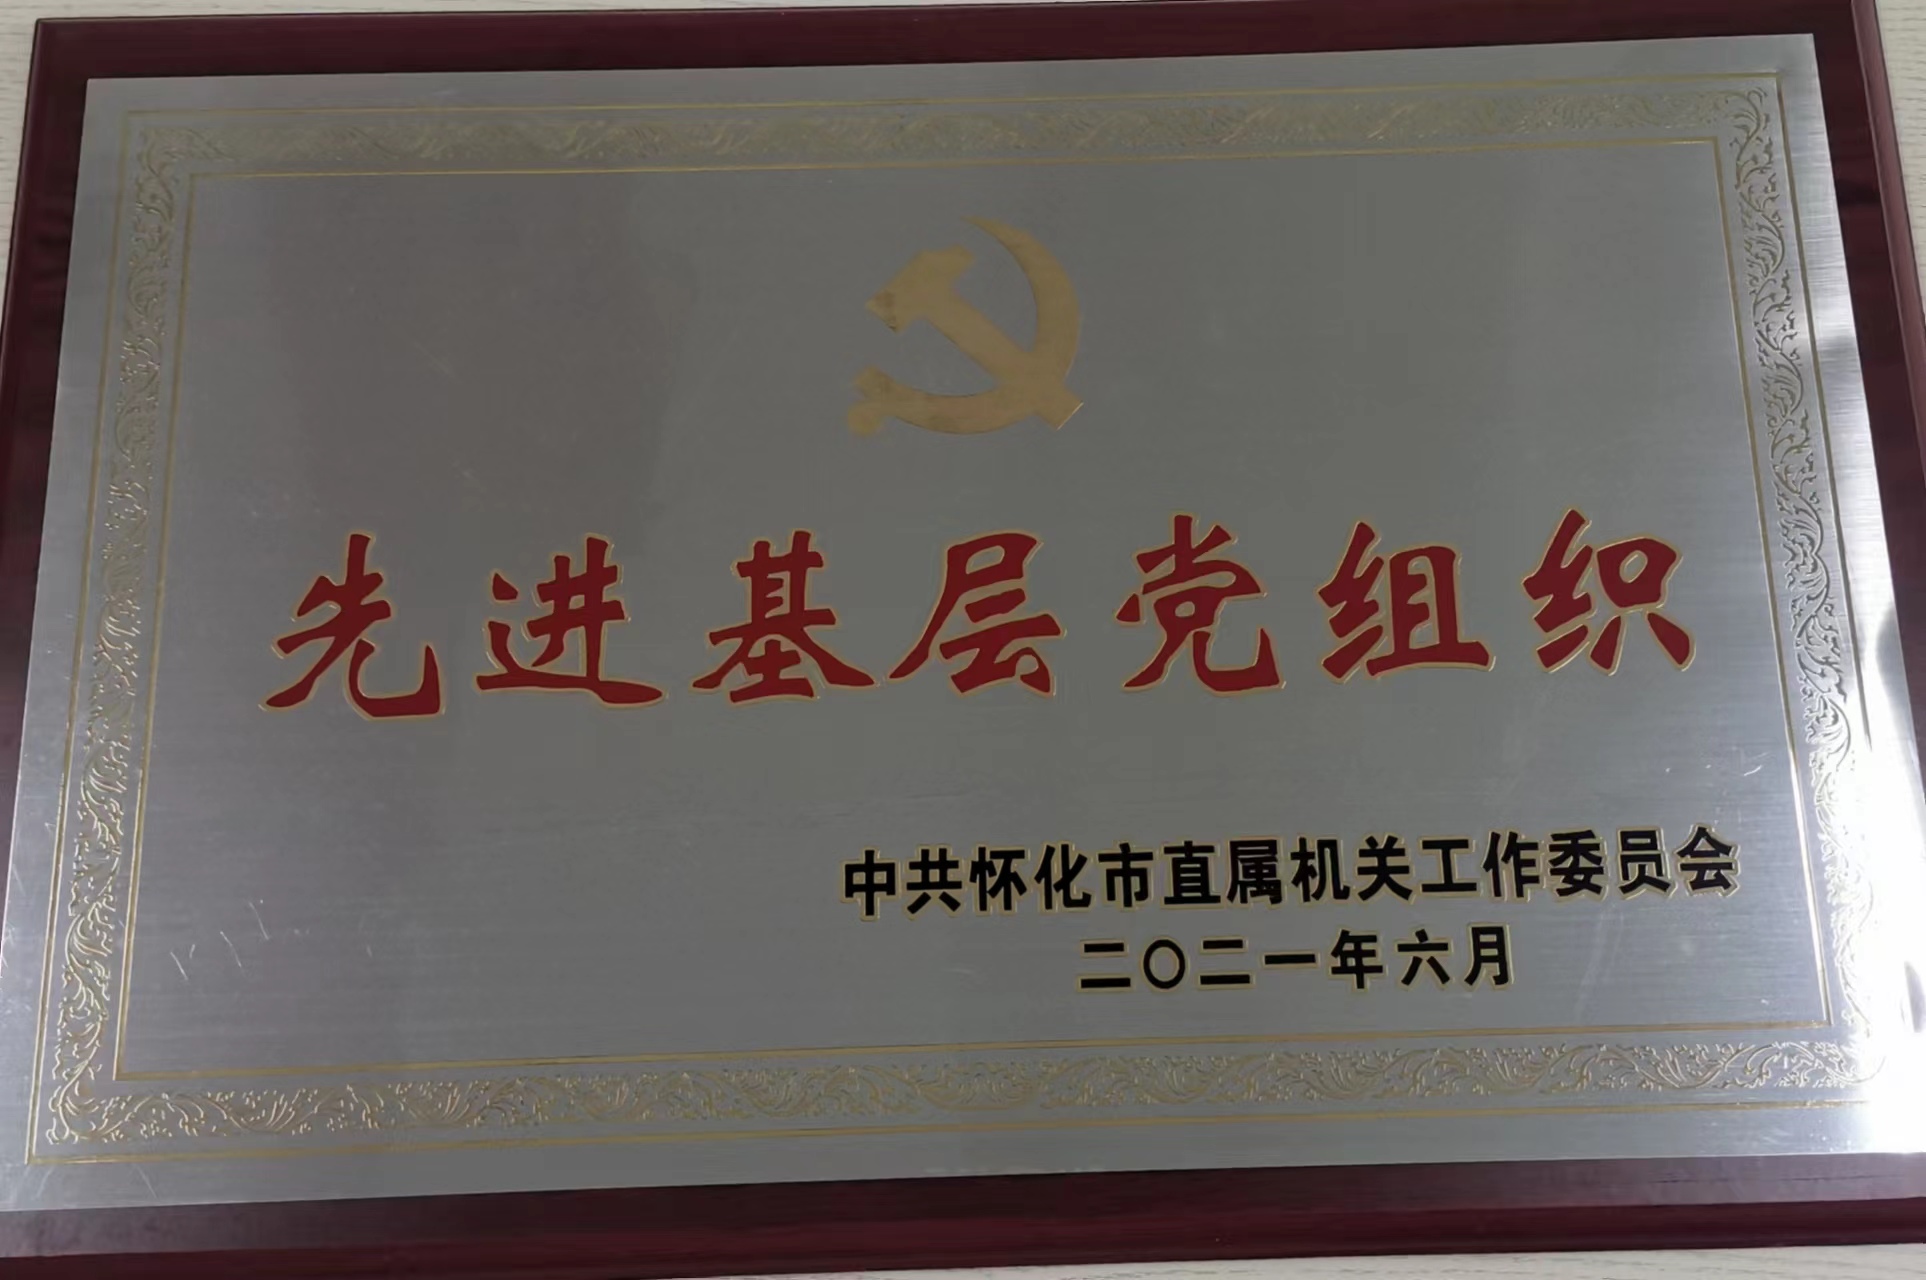 先进基层党组织
中共怀化市直属机关工作委员会
二〇二一年六月